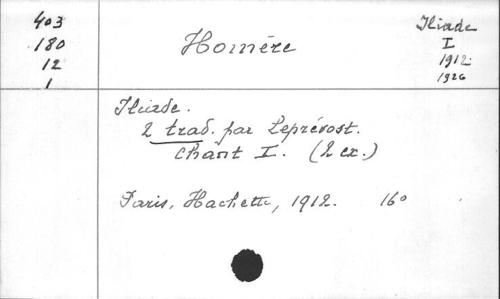 403
180
12
1
Homère
Iliade
I
1912
1926
Iliade.
2 trad. par Leprévost.
Chant I. (2 ex.)
Paris, Hachette, 1912. 16°